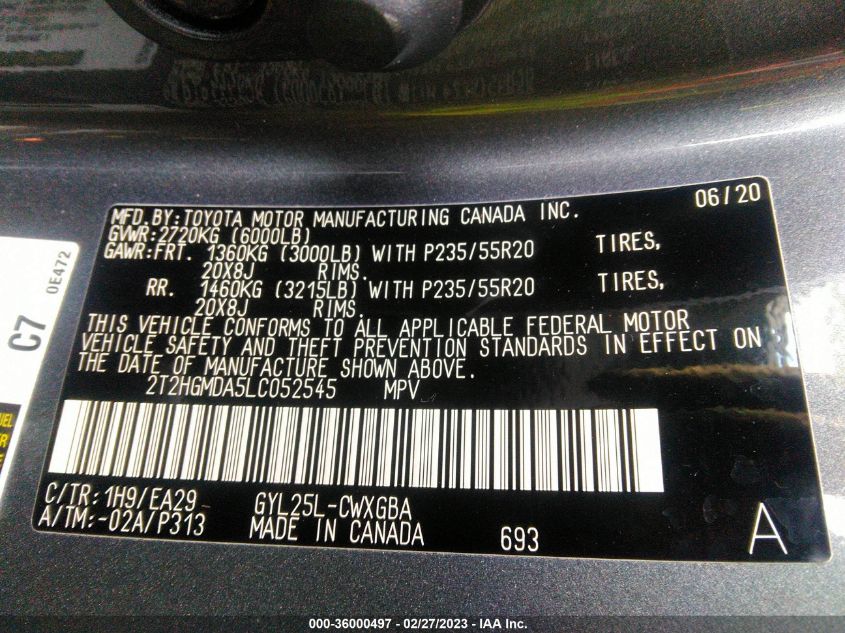 06/20
MFD.BY:TOYOTA MOTOR MANUFACTURING CANADA INC.
GVWR:2720KG (6000LB)
GAWR:FRT. 1360KG (3000LB) WITH P235/55R20 TIRES,
20X8J RIMS.
RR. 1460KG (3215LB) WITH P235/55R20 TIRES,
20X8J RIMS.
THIS VEHICLE CONFORMS TO ALL APPLICABLE FEDERAL MOTOR
VEHICLE SAFETY AND THEFT PREVENTION STANDARDS IN EFFECT ON
THE DATE OF MANUFACTURE SHOWN ABOVE.
2T2HGMDA5LC052545 MPV
C/TR: 1H9/EA29 GYL25L-CWXGBA
A/TM:-02A/P313 MADE IN CANADA 693
A
C7
0E472
000-36000497 - 02/27/2023 - © IAA Inc.